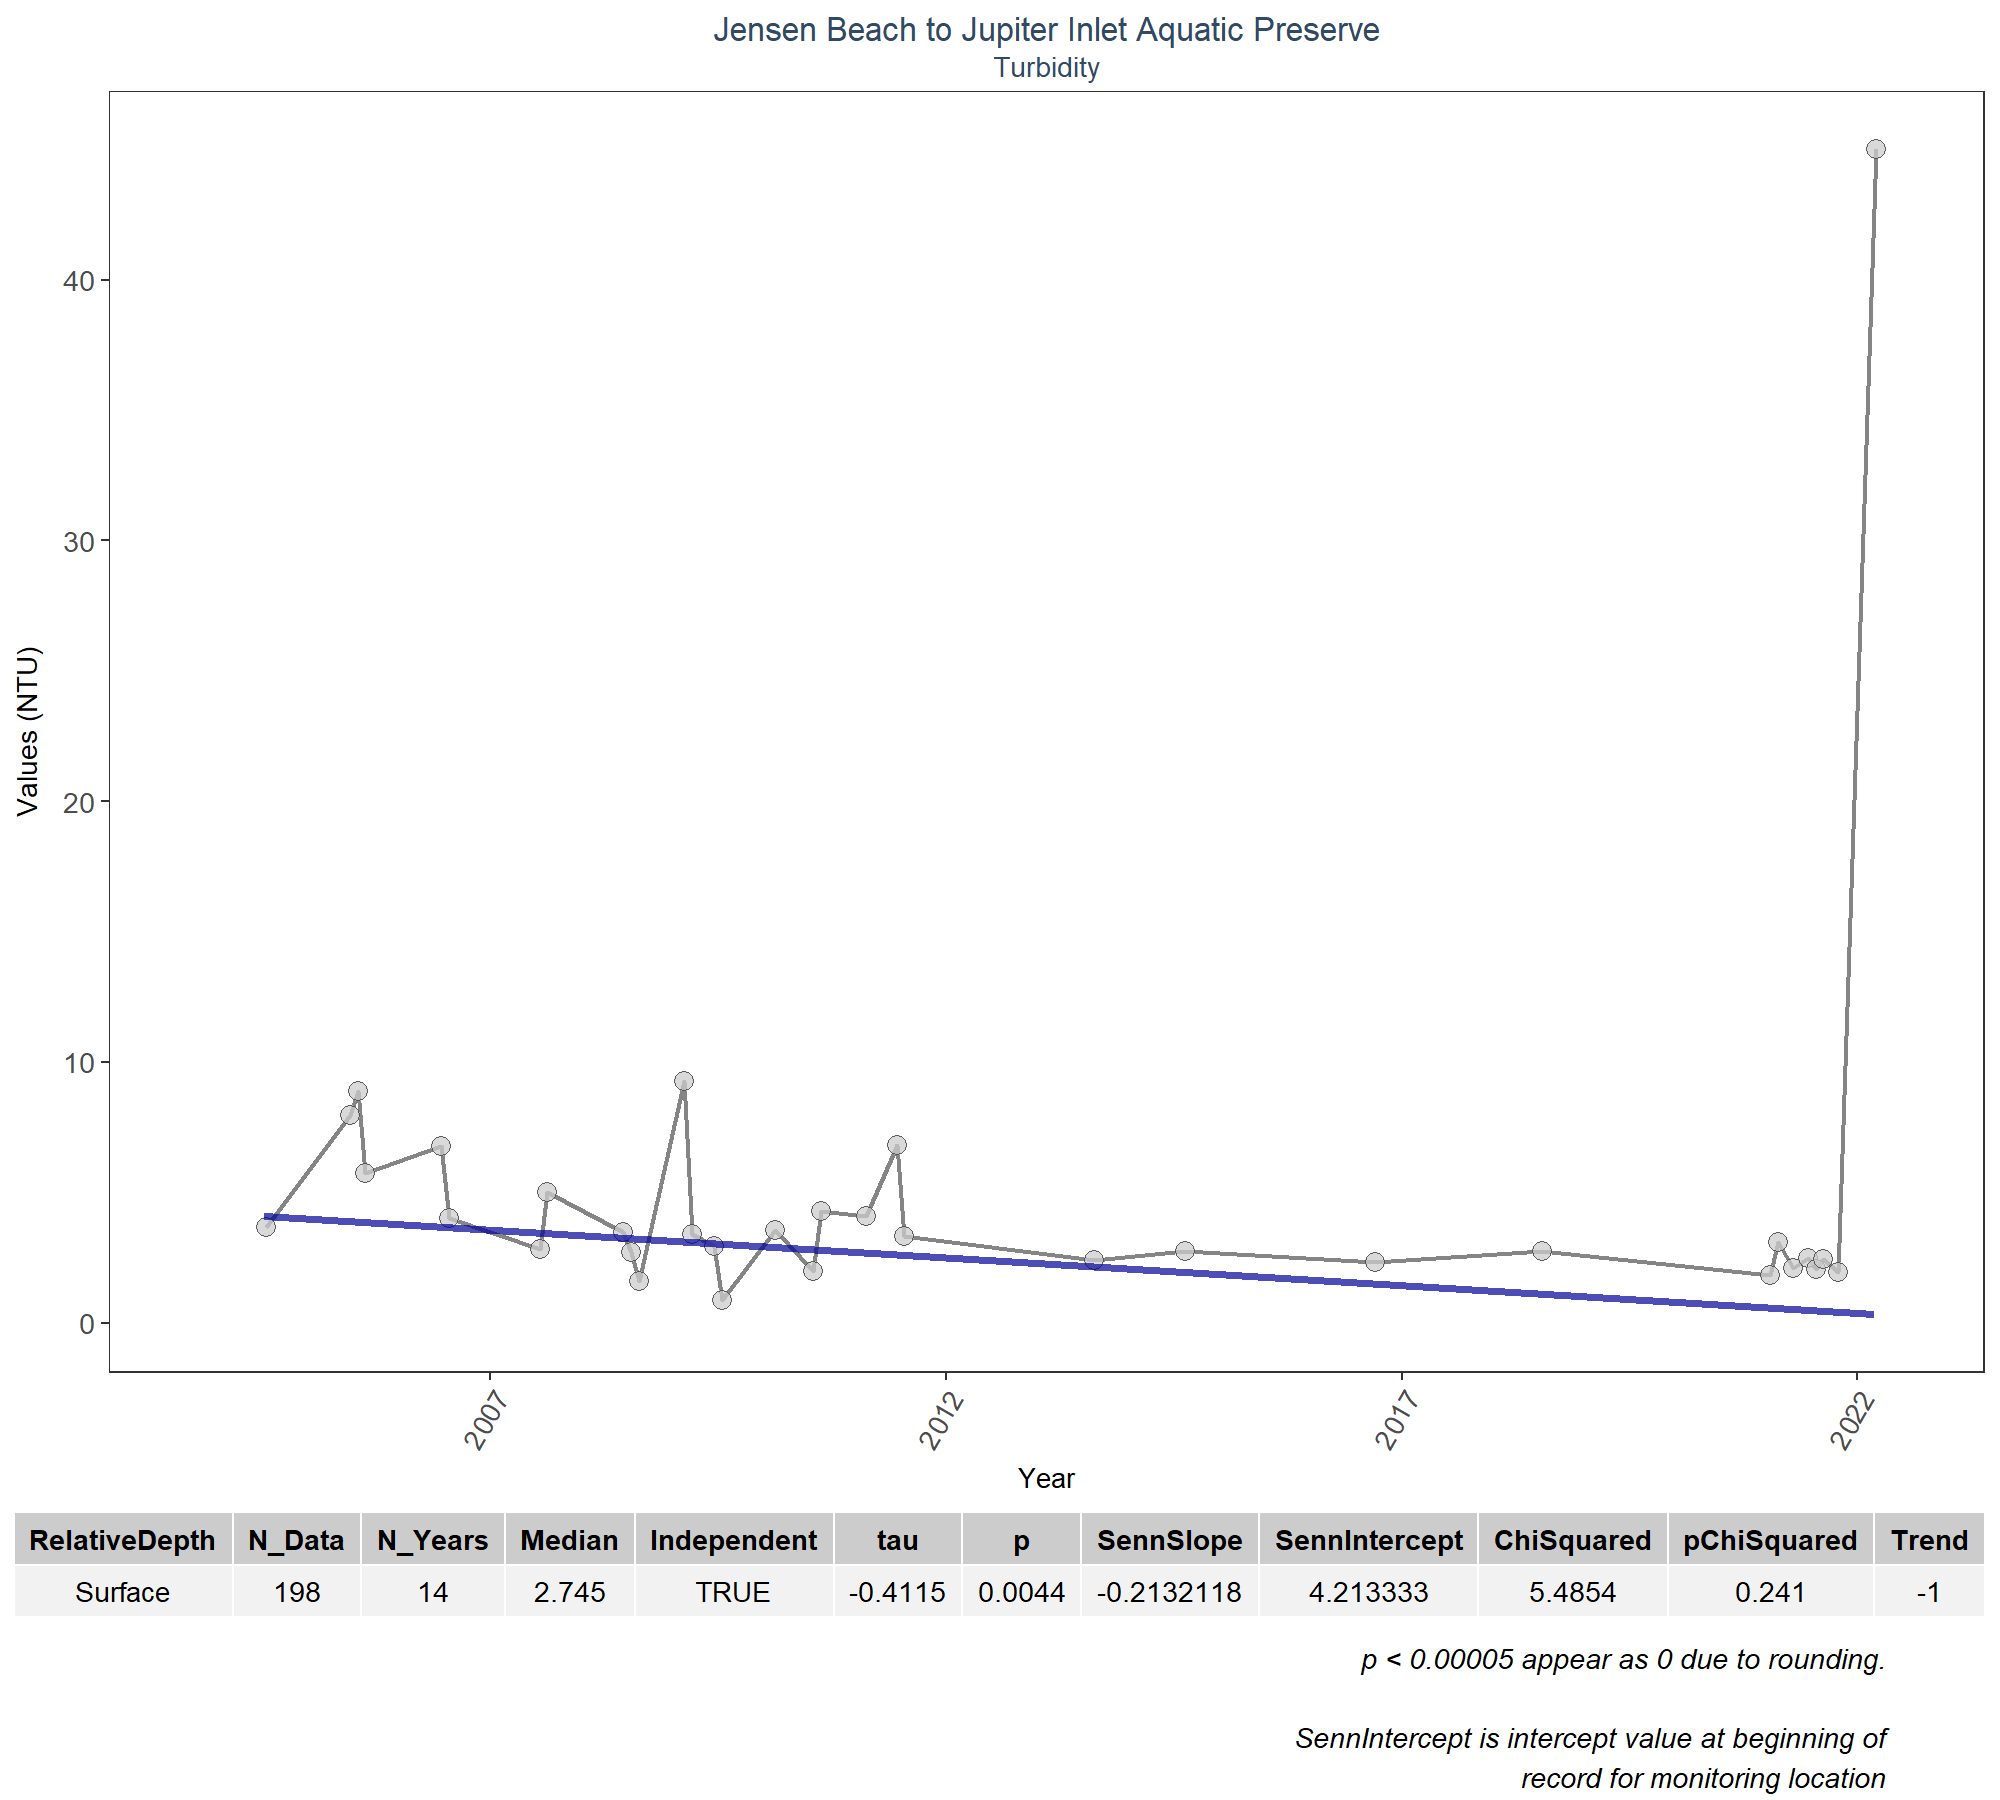 Jensen Beach to Jupiter Inlet Aquatic Preserve
Turbidity
Values (NTU)
40
30
20
10
0
2007 2012 2017 2022
Year
RelativeDepth N_Data N_Years Median Independent tau p SennSlope SennIntercept ChiSquared pChiSquared Trend
Surface 198 14 2.745 TRUE -0.4115 0.0044 -0.2132118 4.213333 5.4854 0.241 -1
p < 0.00005 appear as 0 due to rounding.
SennIntercept is intercept value at beginning of
record for monitoring location